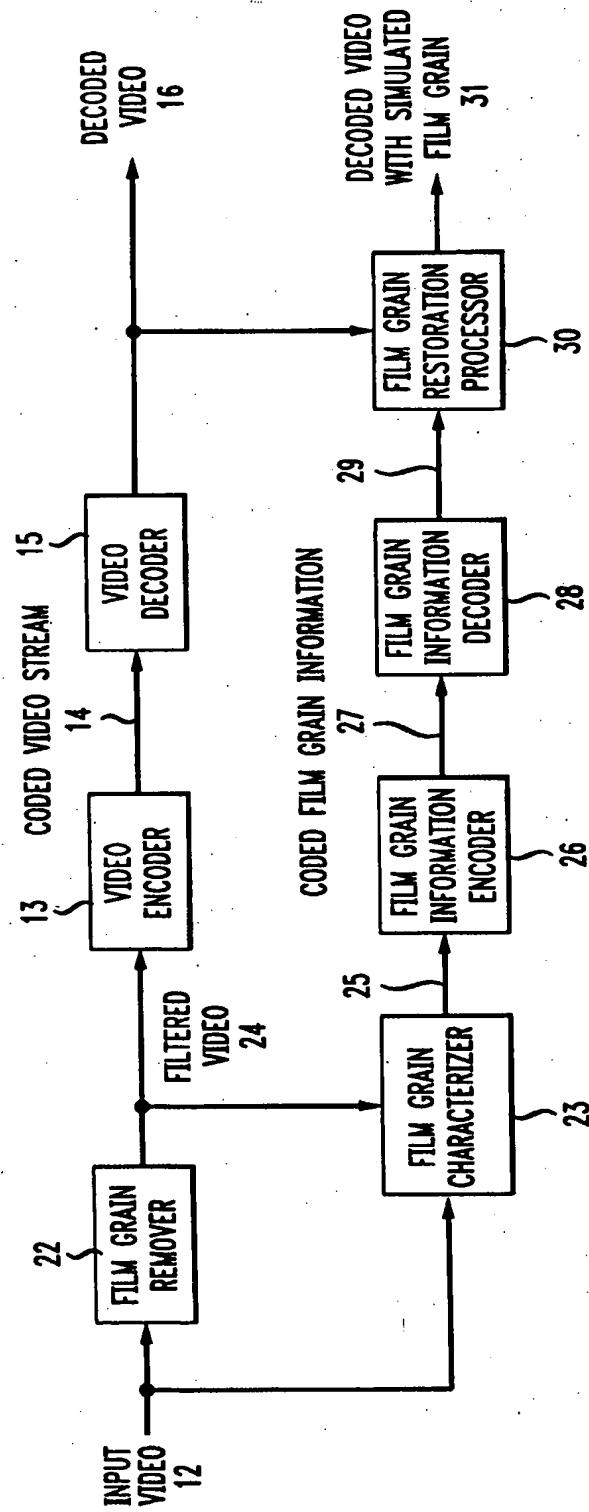 INPUT
VIDEO
12
22
FILM GRAIN
REMOVER
FILTERED
VIDEO
24
13
VIDEO
ENCODER
CODED VIDEO STREAM
14
15
VIDEO
DECODER
DECODED
VIDEO
16
FILM GRAIN
CHARACTERIZER
23
25
FILM GRAIN
INFORMATION
ENCODER
26
CODED FILM GRAIN INFORMATION
27
FILM GRAIN
INFORMATION
DECODER
28
29
FILM GRAIN
RESTORATION
PROCESSOR
30
DECODED VIDEO
WITH SIMULATED
FILM GRAIN
31